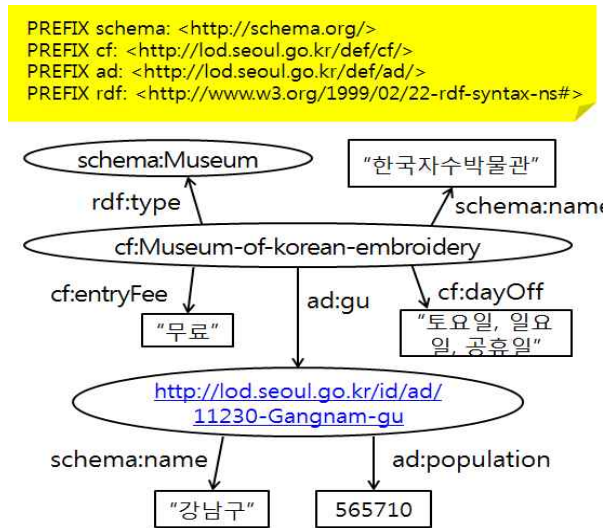 PREFIX schema: <http://schema.org/>
PREFIX cf: <http://lod.seoul.go.kr/def/cf/>
PREFIX ad: <http://lod.seoul.go.kr/def/ad/>
PREFIX rdf: <http://www.w3.org/1999/02/22-rdf-syntax-ns#>
schema:Museum
"한국자수박물관"
rdf:type
schema:name
cf:Museum-of-korean-embroidery
cf:entryFee
ad:gu
cf:dayOff
"무료"
"토요일, 일요
일, 공휴일"
http://lod.seoul.go.kr/id/ad/
11230-Gangnam-gu
schema:name
ad:population
"강남구"
565710